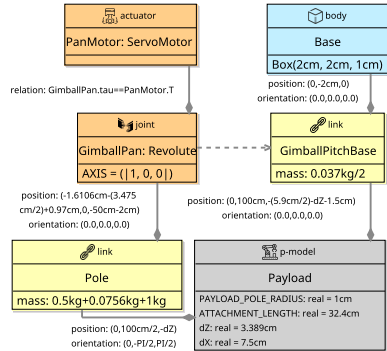 actuator
PanMotor: ServoMotor
body
Base
Box(2cm, 2cm, 1cm)
relation: GimballPan.tau==PanMotor.T
position: (0,-2cm,0)
orientation: (0.0,0.0,0.0)
joint
GimballPan: Revolute
AXIS = (|1, 0, 0|)
link
GimballPitchBase
mass: 0.037kg/2
position: (-1.6106cm-(3.475
cm/2)+0.97cm,0,-50cm-2cm)
orientation: (0.0,0.0,0.0)
position: (0,100cm,-(5.9cm/2)-dZ-1.5cm)
orientation: (0.0,0.0,0.0)
link
Pole
mass: 0.5kg+0.0756kg+1kg
p-model
Payload
PAYLOAD_POLE_RADIUS: real = 1cm
ATTACHMENT_LENGTH: real = 32.4cm
dZ: real = 3.389cm
dX: real = 7.5cm
position: (0,100cm/2,-dZ)
orientation: (0,-PI/2,PI/2)